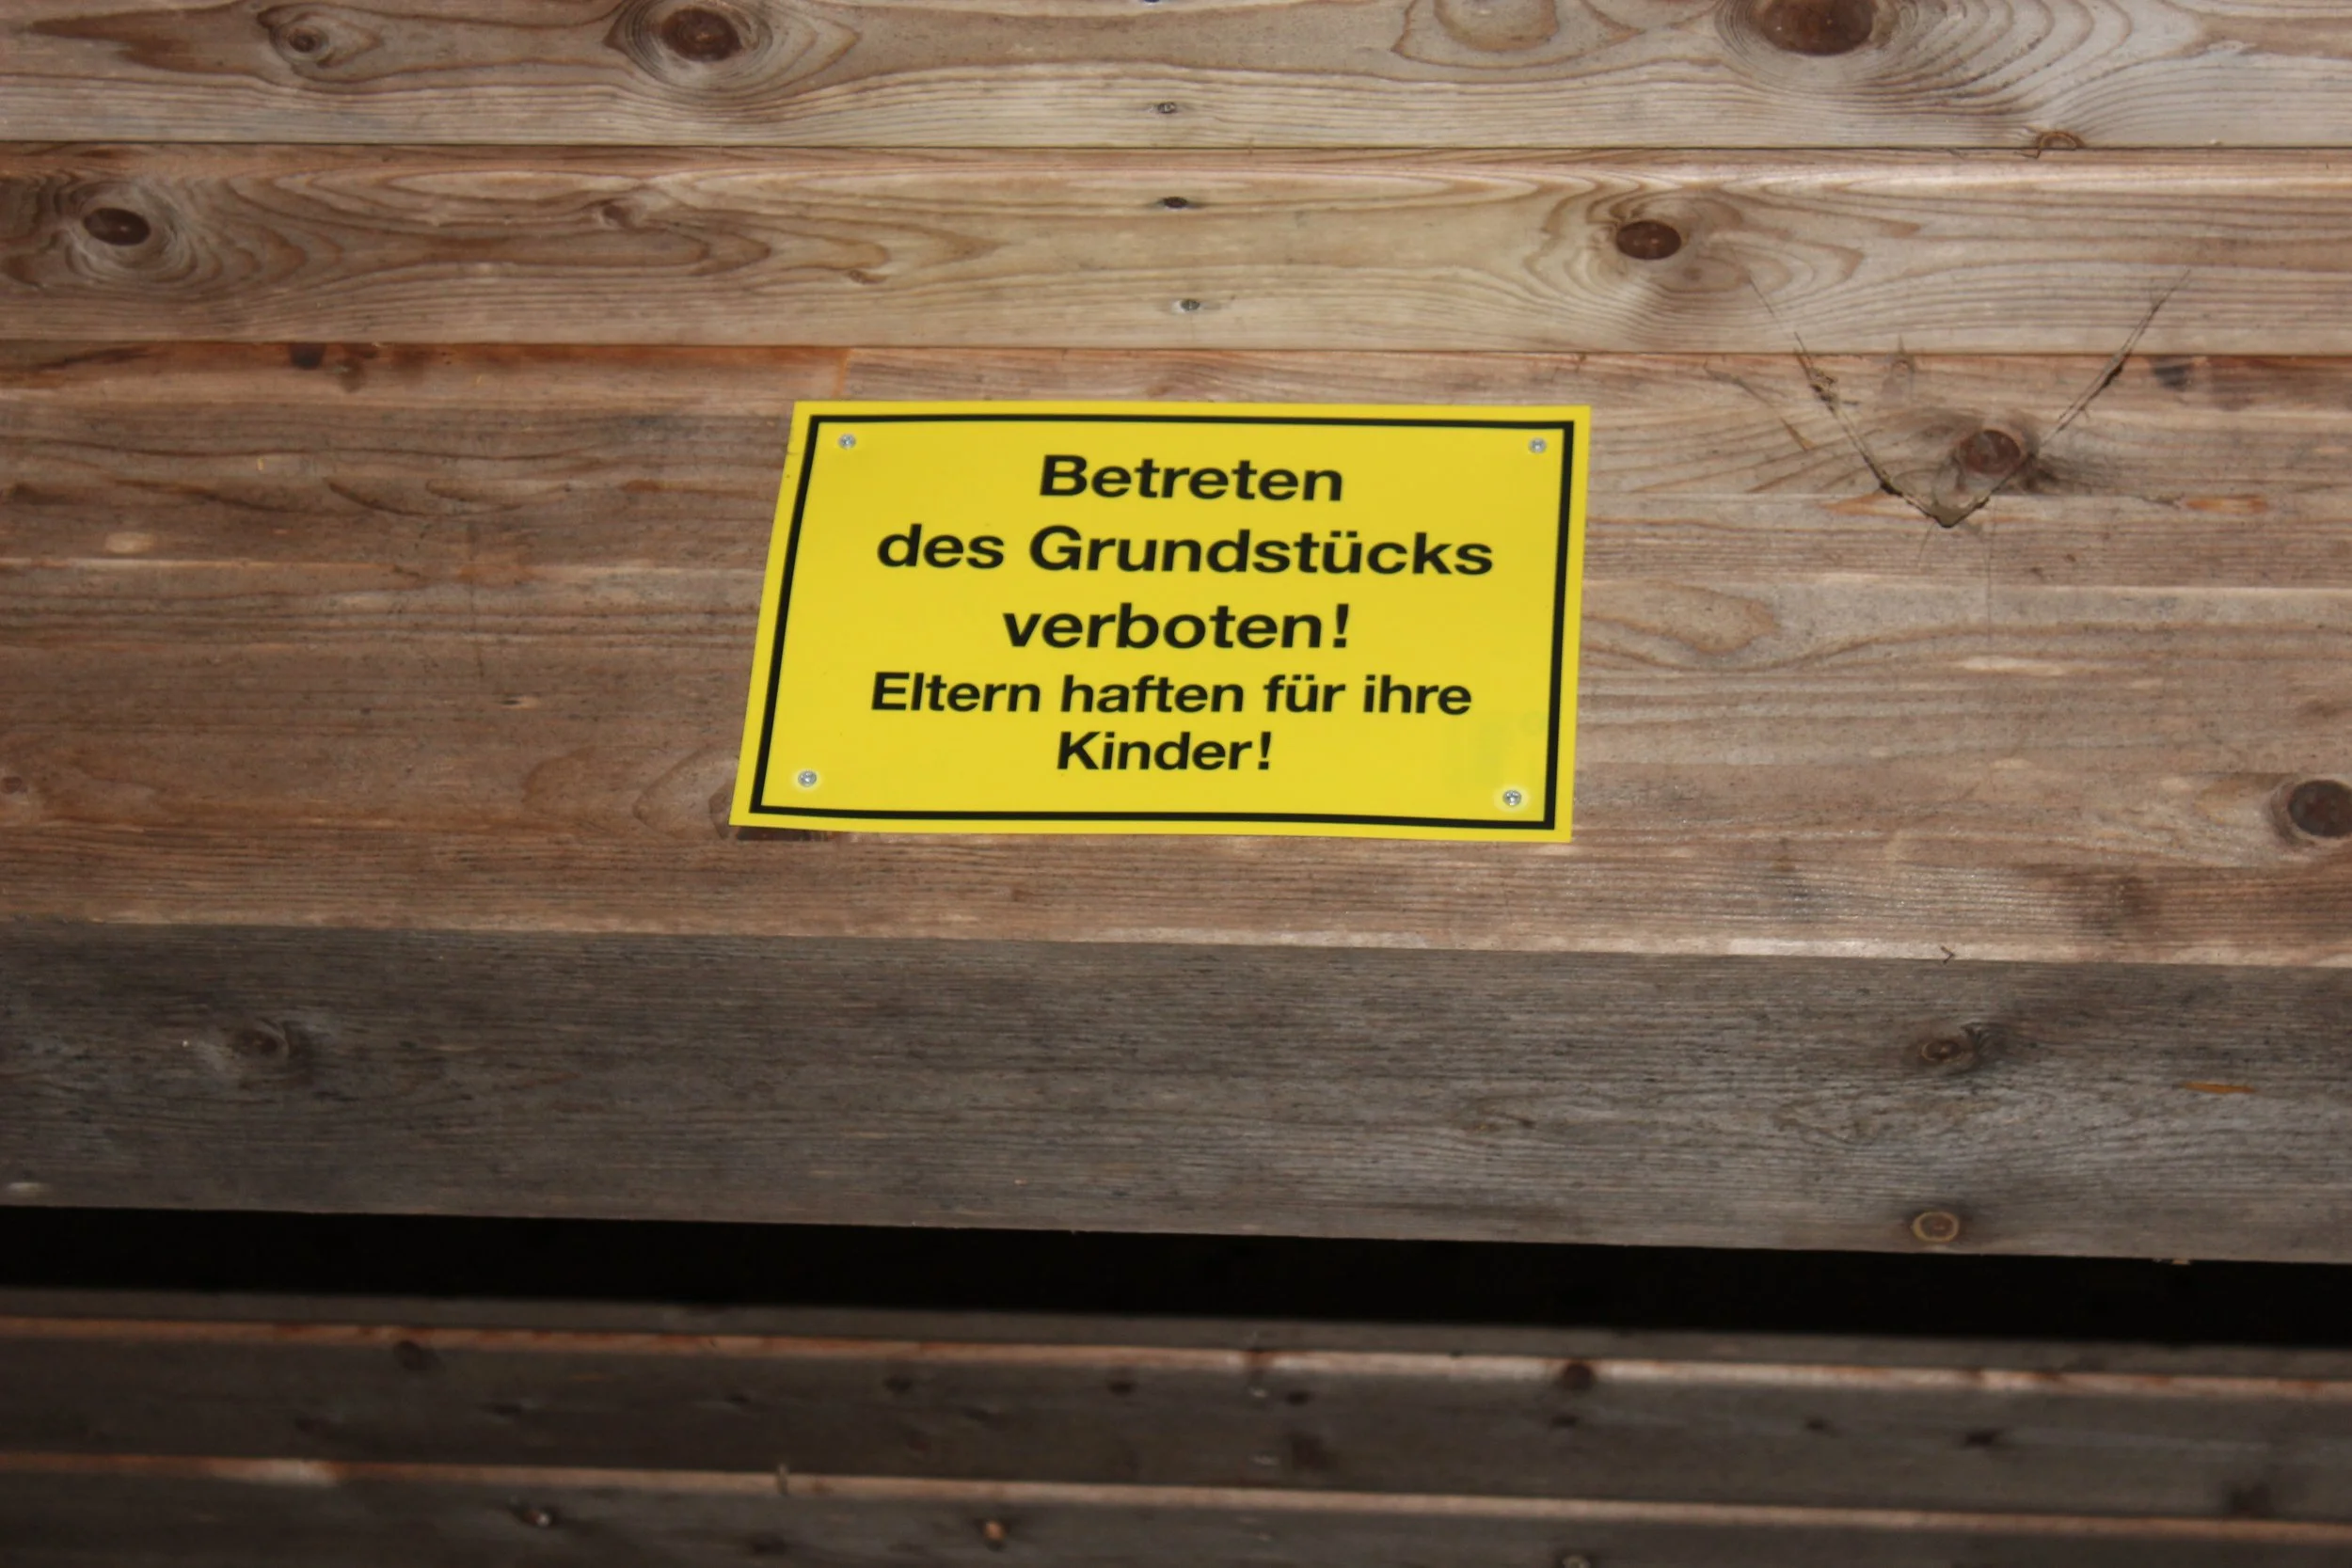 Betreten
des Grundstücks
verboten!
Eltern haften für ihre
Kinder!